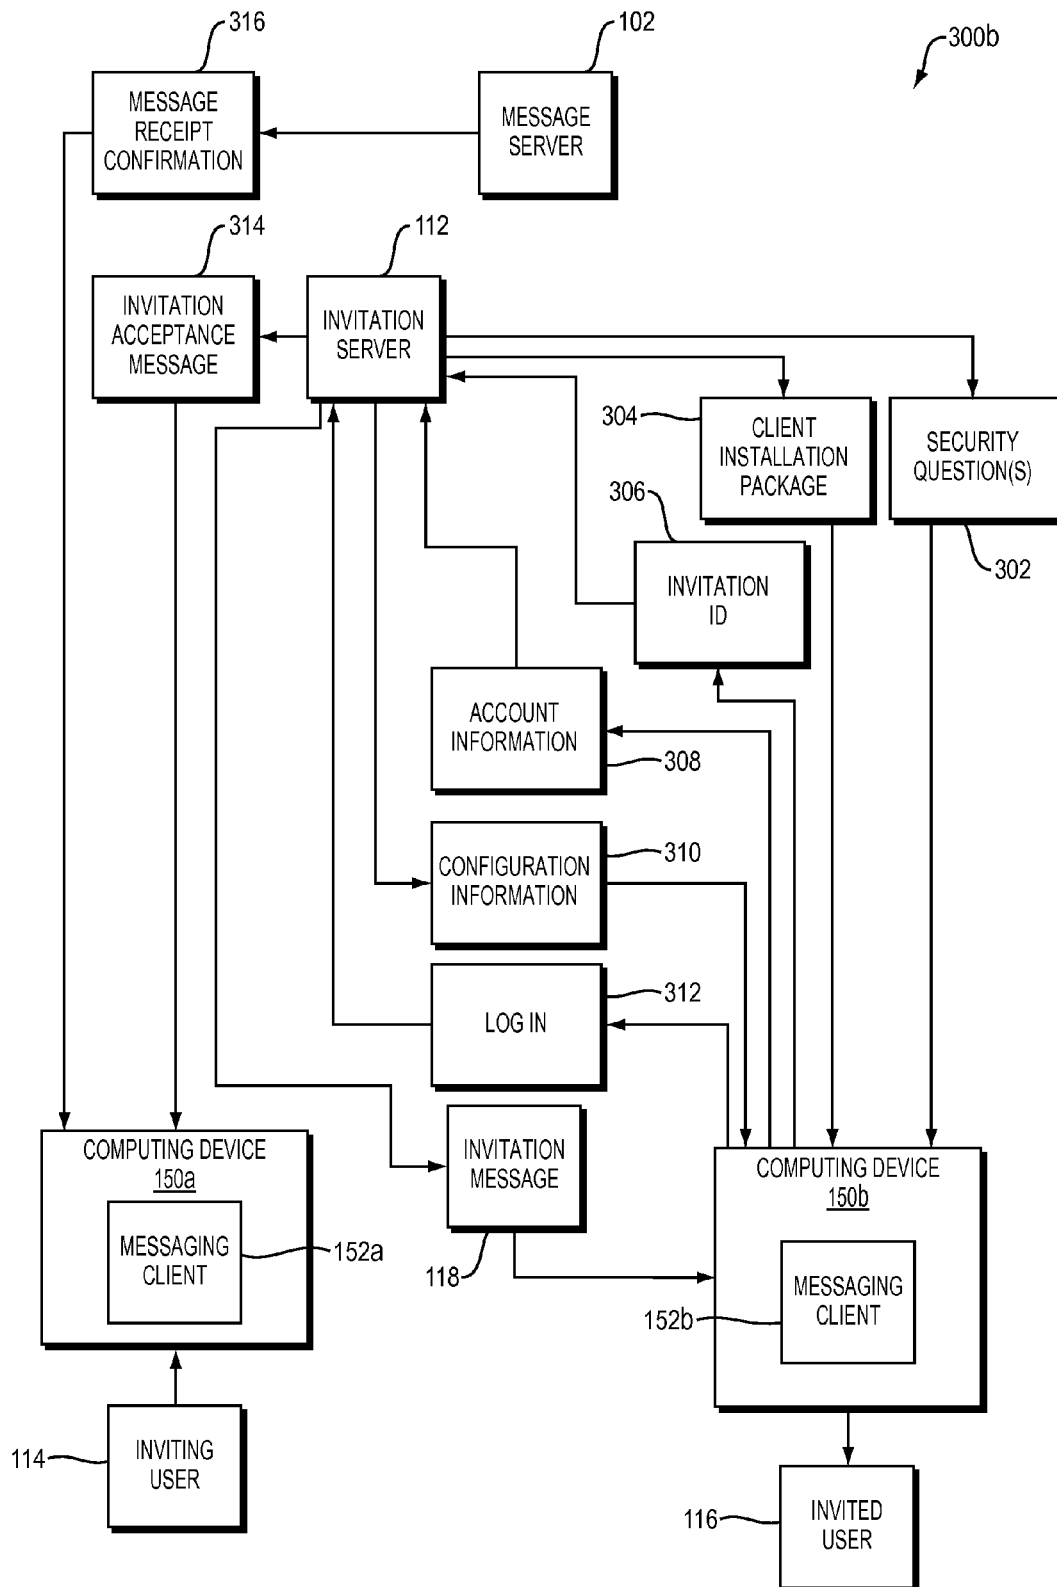 316
102
300b
MESSAGE
RECEIPT
CONFIRMATION
MESSAGE
SERVER
314
112
INVITATION
ACCEPTANCE
MESSAGE
INVITATION
SERVER
304
CLIENT
INSTALLATION
PACKAGE
SECURITY
QUESTION(S)
306
302
INVITATION
ID
ACCOUNT
INFORMATION
308
310
CONFIGURATION
INFORMATION
312
LOG IN
COMPUTING DEVICE
150a
MESSAGING
CLIENT
152a
INVITATION
MESSAGE
118
COMPUTING DEVICE
150b
MESSAGING
CLIENT
152b
114
INVITING
USER
116
INVITED
USER